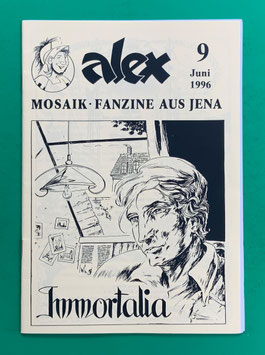 alex
9
Juni
1996
MOSAIK · FANZINE AUS JENA
Immortalia